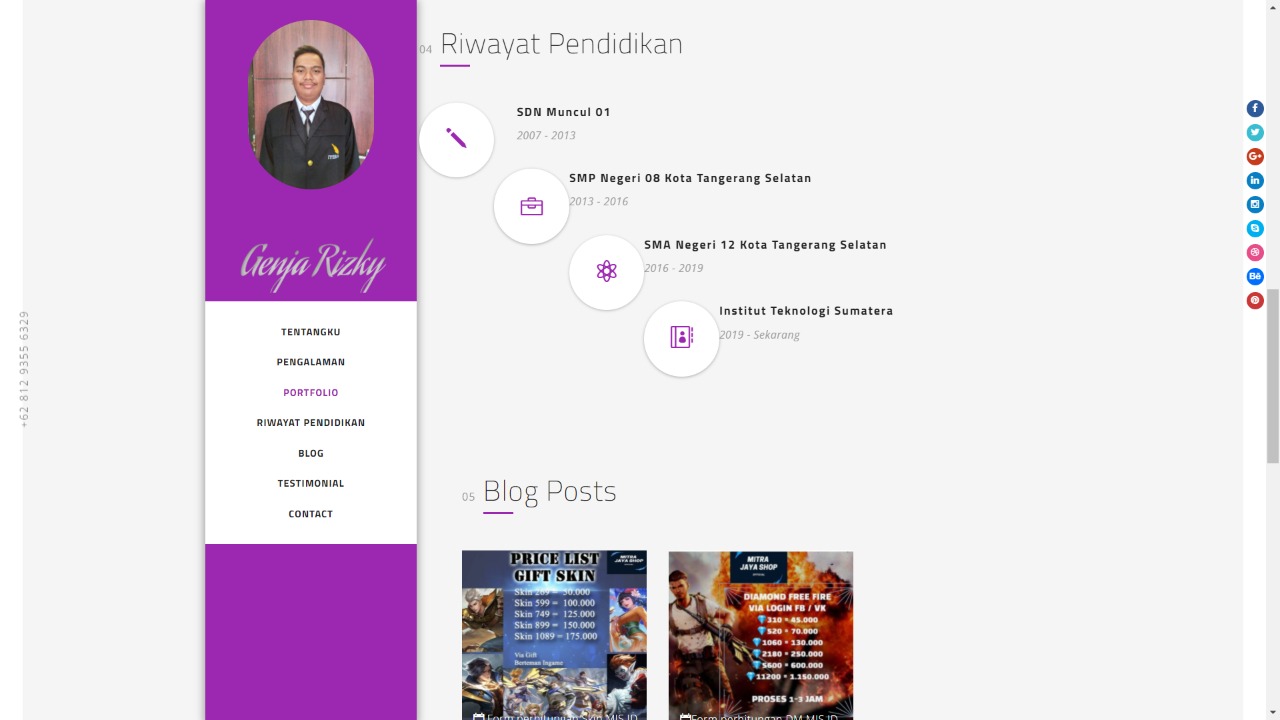 Genja Rizky
TENTANGKU
PENGALAMAN
PORTFOLIO
RIWAYAT PENDIDIKAN
BLOG
TESTIMONIAL
CONTACT
+62 812 9355 6329
04 Riwayat Pendidikan
SDN Muncul 01
2007 - 2013
SMP Negeri 08 Kota Tangerang Selatan
2013 - 2016
SMA Negeri 12 Kota Tangerang Selatan
2016 - 2019
Institut Teknologi Sumatera
2019 - Sekarang
05 Blog Posts
PRICE LIST
GIFT SKIN
MITRA
JAYA SHOP
Skin 269 = 50.000
Skin 599 = 100.000
Skin 749 = 125.000
Skin 899 = 150.000
Skin 1089 = 175.000
Via Gift
Berteman Ingame
Form perhitungan Skin MJS ID
MITRA
JAYA SHOP
DIAMOND FREE FIRE
VIA LOGIN FB / VK
310 = 45.000
520 = 70.000
1060 = 130.000
2180 = 250.000
5600 = 600.000
11200 = 1.150.000
PROSES 1-3 JAM
Form perhitungan DM MJS ID
G+
in
Bē